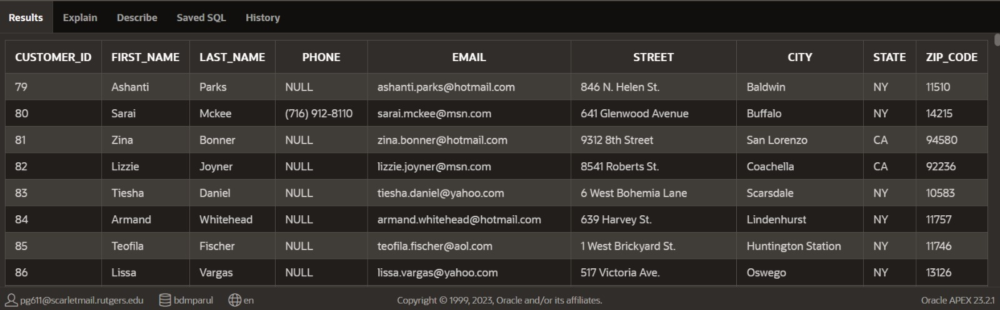 Results Explain Describe Saved SQL History
CUSTOMER_ID FIRST_NAME LAST_NAME PHONE EMAIL STREET CITY STATE ZIP_CODE
79 Ashanti Parks NULL ashanti.parks@hotmail.com 846 N. Helen St. Baldwin NY 11510
80 Sarai Mckee (716) 912-8110 sarai.mckee@msn.com 641 Glenwood Avenue Buffalo NY 14215
81 Zina Bonner NULL zina.bonner@hotmail.com 9312 8th Street San Lorenzo CA 94580
82 Lizzie Joyner NULL lizzie.joyner@msn.com 8541 Roberts St. Coachella CA 92236
83 Tiesha Daniel NULL tiesha.daniel@yahoo.com 6 West Bohemia Lane Scarsdale NY 10583
84 Armand Whitehead NULL armand.whitehead@hotmail.com 639 Harvey St. Lindenhurst NY 11757
85 Teofila Fischer NULL teofila.fischer@aol.com 1 West Brickyard St. Huntington Station NY 11746
86 Lissa Vargas NULL lissa.vargas@yahoo.com 517 Victoria Ave. Oswego NY 13126
pg611@scarletmail.rutgers.edu bdmparul en Copyright © 1999, 2023, Oracle and/or its affiliates. Oracle APEX 23.2.1